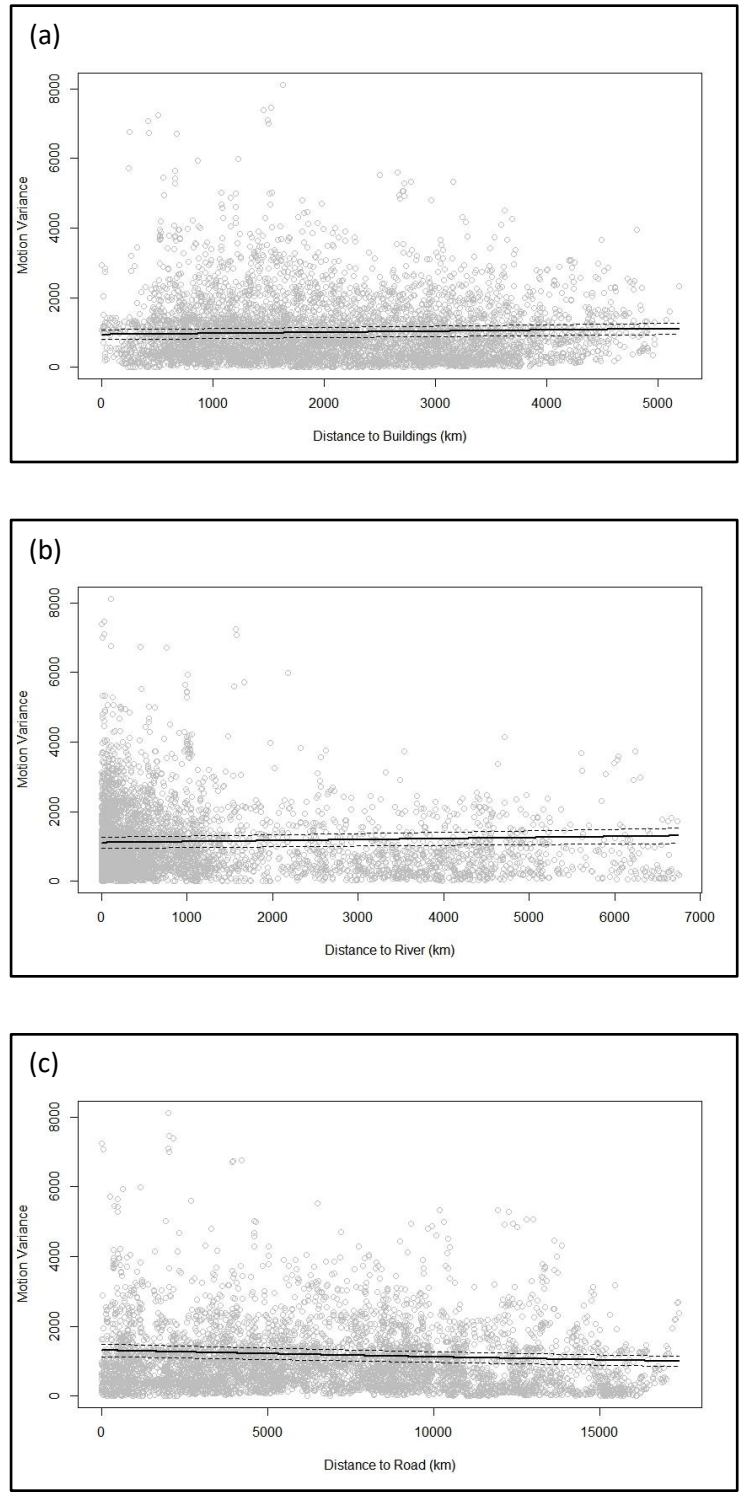 (a)
8000
6000
4000
2000
0
Motion Variance
0 1000 2000 3000 4000 5000
Distance to Buildings (km)
(b)
8000
6000
4000
2000
0
Motion Variance
0 1000 2000 3000 4000 5000 6000 7000
Distance to River (km)
(c)
8000
6000
4000
2000
0
Motion Variance
0 5000 10000 15000
Distance to Road (km)